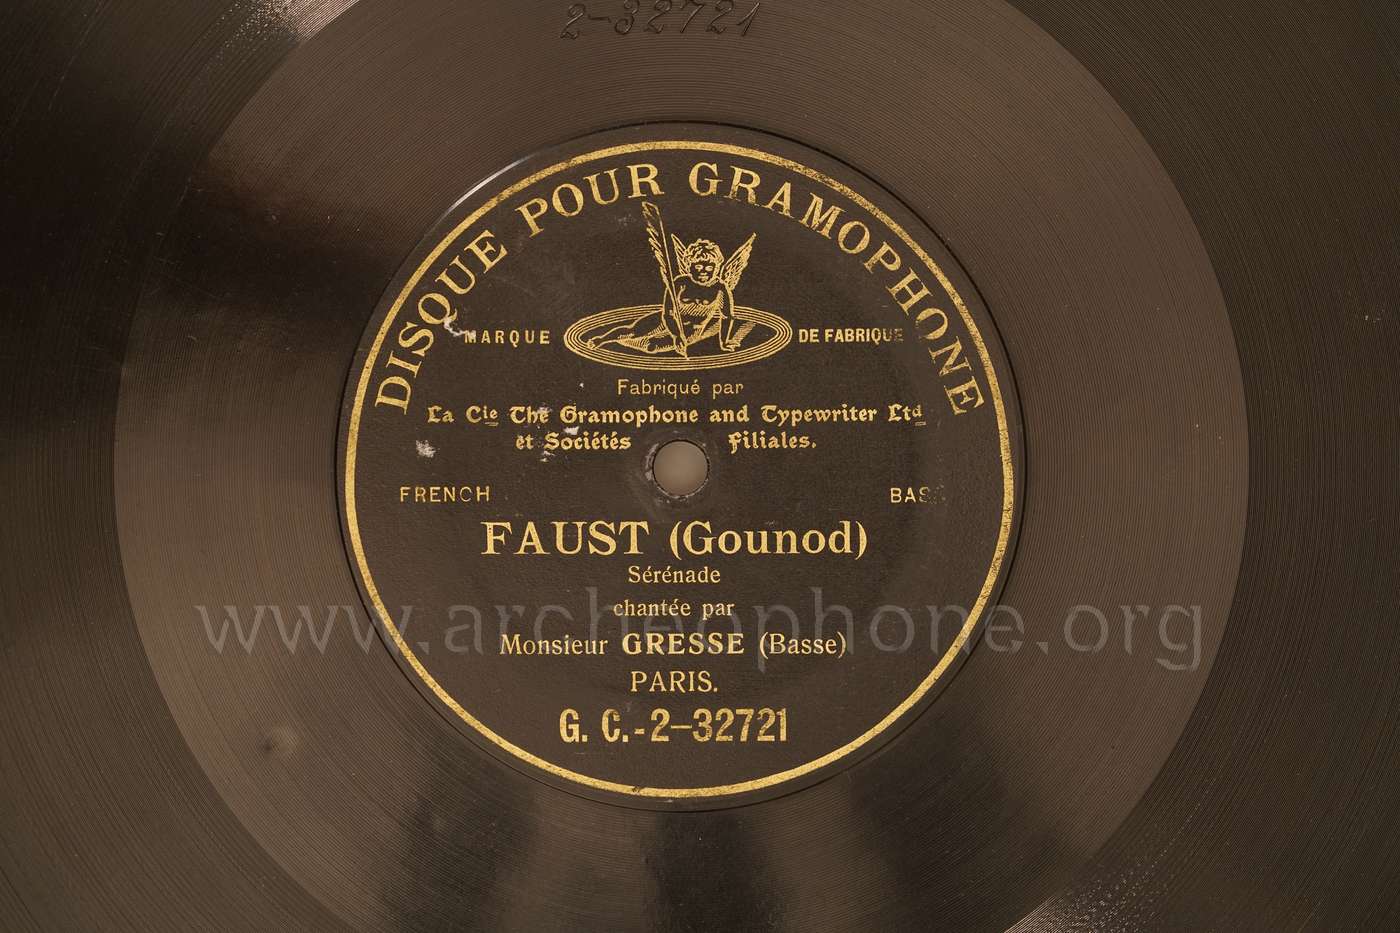 2-32721
DISQUE POUR GRAMOPHONE
MARQUE DE FABRIQUE
Fabriqué par
La Cie The Gramophone and Typewriter Ltd
et Sociétés Filiales.
FRENCH BASS
FAUST (Gounod)
Sérénade
chantée par
www.archeophone.org
Monsieur GRESSE (Basse)
PARIS.
G. C.-2-32721